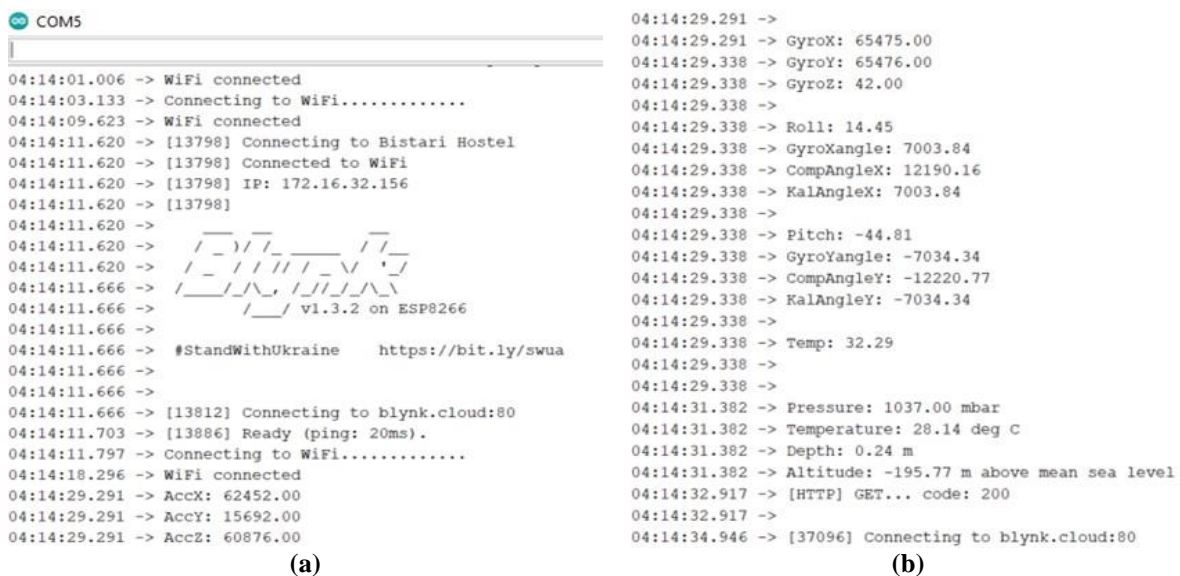 COM5
04:14:01.006 -> WiFi connected
04:14:03.133 -> Connecting to WiFi.............
04:14:09.623 -> WiFi connected
04:14:11.620 -> [13798] Connecting to Bistari Hostel
04:14:11.620 -> [13798] Connected to WiFi
04:14:11.620 -> [13798] IP: 172.16.32.156
04:14:11.620 -> [13798]
04:14:11.620 ->     ___  __          __
04:14:11.620 ->    / _ )/ /_ _____  / /__
04:14:11.620 ->   / _  / / // / _ \/  '_/
04:14:11.666 ->  /____/_/\_, /_//_/_/\_\
04:14:11.666 ->        /___/ v1.3.2 on ESP8266
04:14:11.666 ->
04:14:11.666 -> #StandWithUkraine    https://bit.ly/swua
04:14:11.666 ->
04:14:11.666 ->
04:14:11.666 -> [13812] Connecting to blynk.cloud:80
04:14:11.703 -> [13886] Ready (ping: 20ms).
04:14:11.797 -> Connecting to WiFi.............
04:14:18.296 -> WiFi connected
04:14:29.291 -> AccX: 62452.00
04:14:29.291 -> AccY: 15692.00
04:14:29.291 -> AccZ: 60876.00
(a)
04:14:29.291 ->
04:14:29.291 -> GyroX: 65475.00
04:14:29.338 -> GyroY: 65476.00
04:14:29.338 -> GyroZ: 42.00
04:14:29.338 ->
04:14:29.338 -> Roll: 14.45
04:14:29.338 -> GyroXangle: 7003.84
04:14:29.338 -> CompAngleX: 12190.16
04:14:29.338 -> KalAngleX: 7003.84
04:14:29.338 ->
04:14:29.338 -> Pitch: -44.81
04:14:29.338 -> GyroYangle: -7034.34
04:14:29.338 -> CompAngleY: -12220.77
04:14:29.338 -> KalAngleY: -7034.34
04:14:29.338 ->
04:14:29.338 -> Temp: 32.29
04:14:29.338 ->
04:14:29.338 ->
04:14:31.382 -> Pressure: 1037.00 mbar
04:14:31.382 -> Temperature: 28.14 deg C
04:14:31.382 -> Depth: 0.24 m
04:14:31.382 -> Altitude: -195.77 m above mean sea level
04:14:32.917 -> [HTTP] GET... code: 200
04:14:32.917 ->
04:14:34.946 -> [37096] Connecting to blynk.cloud:80
(b)